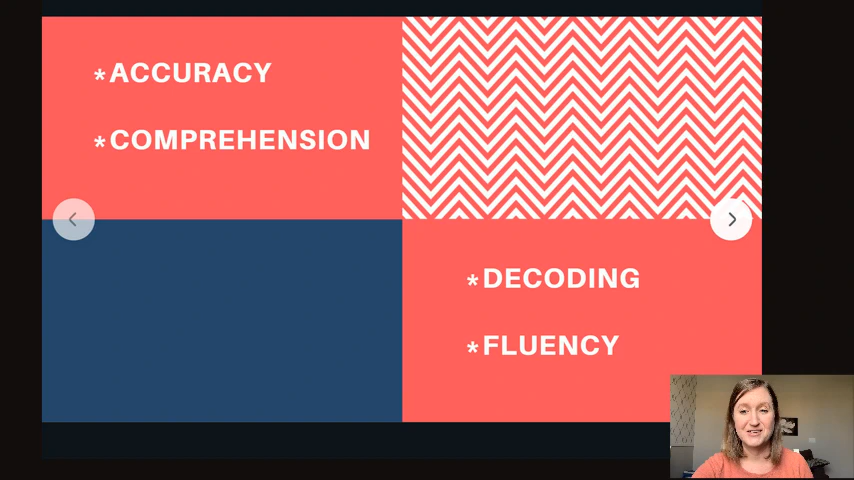 *ACCURACY
*COMPREHENSION
*DECODING
*FLUENCY